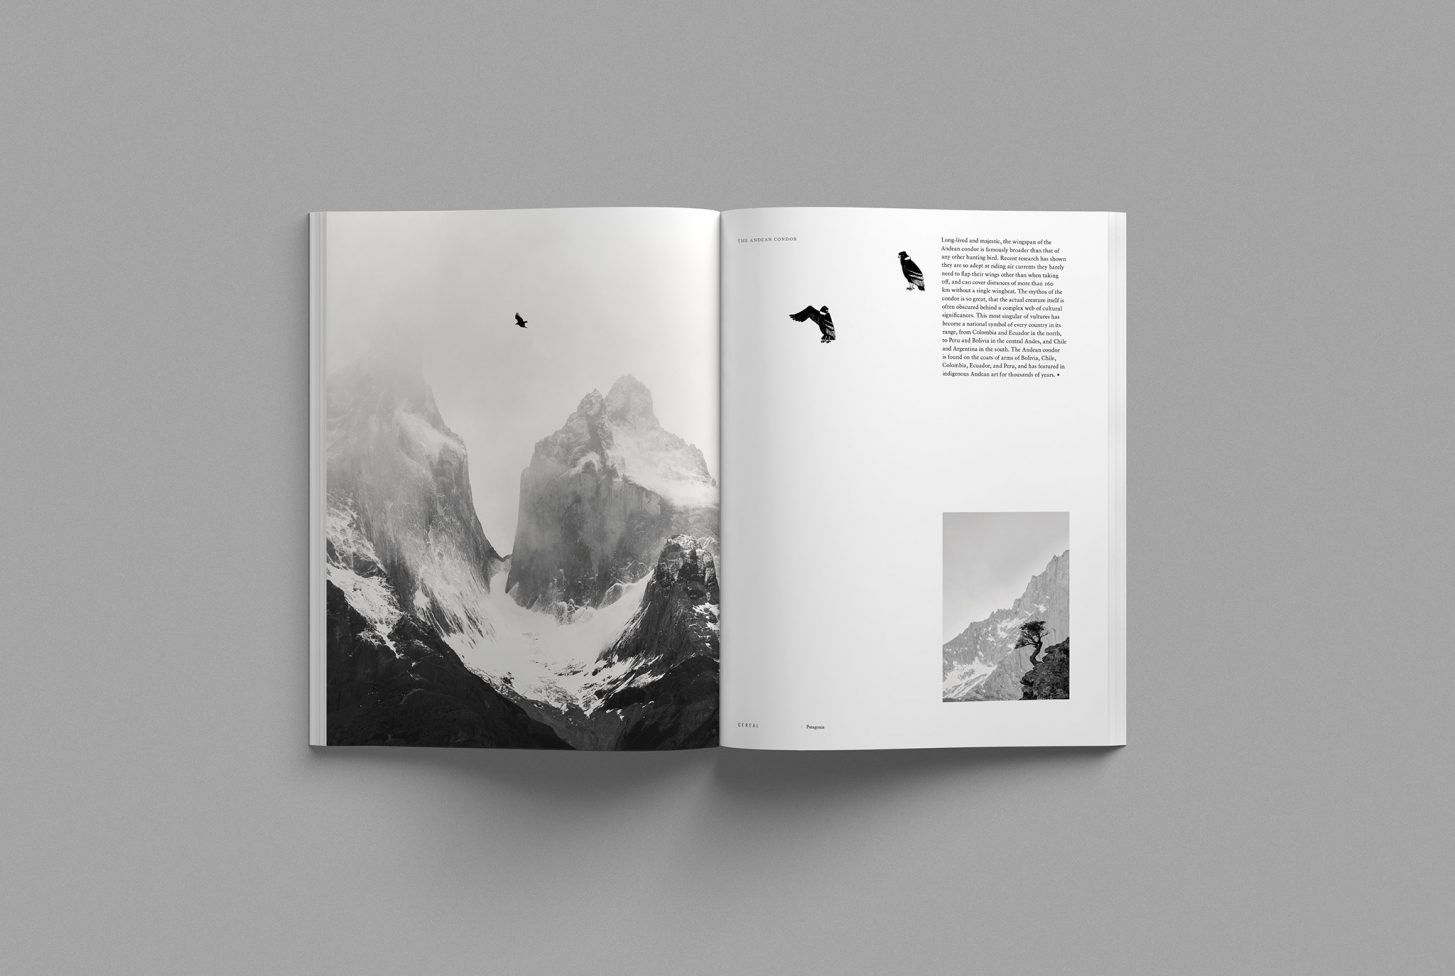 THE ANDEAN CONDOR
Long-lived and majestic, the wingspan of the
Andean condor is famously broader than that of
any other hunting bird. Recent research has shown
they are so adept at riding air currents they barely
need to flap their wings other than when taking
off, and can cover distances of more than 160
km without a single wingbeat. The mythos of the
condor is so great, that the actual creature itself is
often obscured behind a complex web of cultural
significances. This most singular of vultures has
become a national symbol of every country in its
range, from Colombia and Ecuador in the north,
to Peru and Bolivia in the central Andes, and Chile
and Argentina in the south. The Andean condor
is found on the coats of arms of Bolivia, Chile,
Colombia, Ecuador, and Peru, and has featured in
indigenous Andean art for thousands of years.
CEREAL
Patagonia